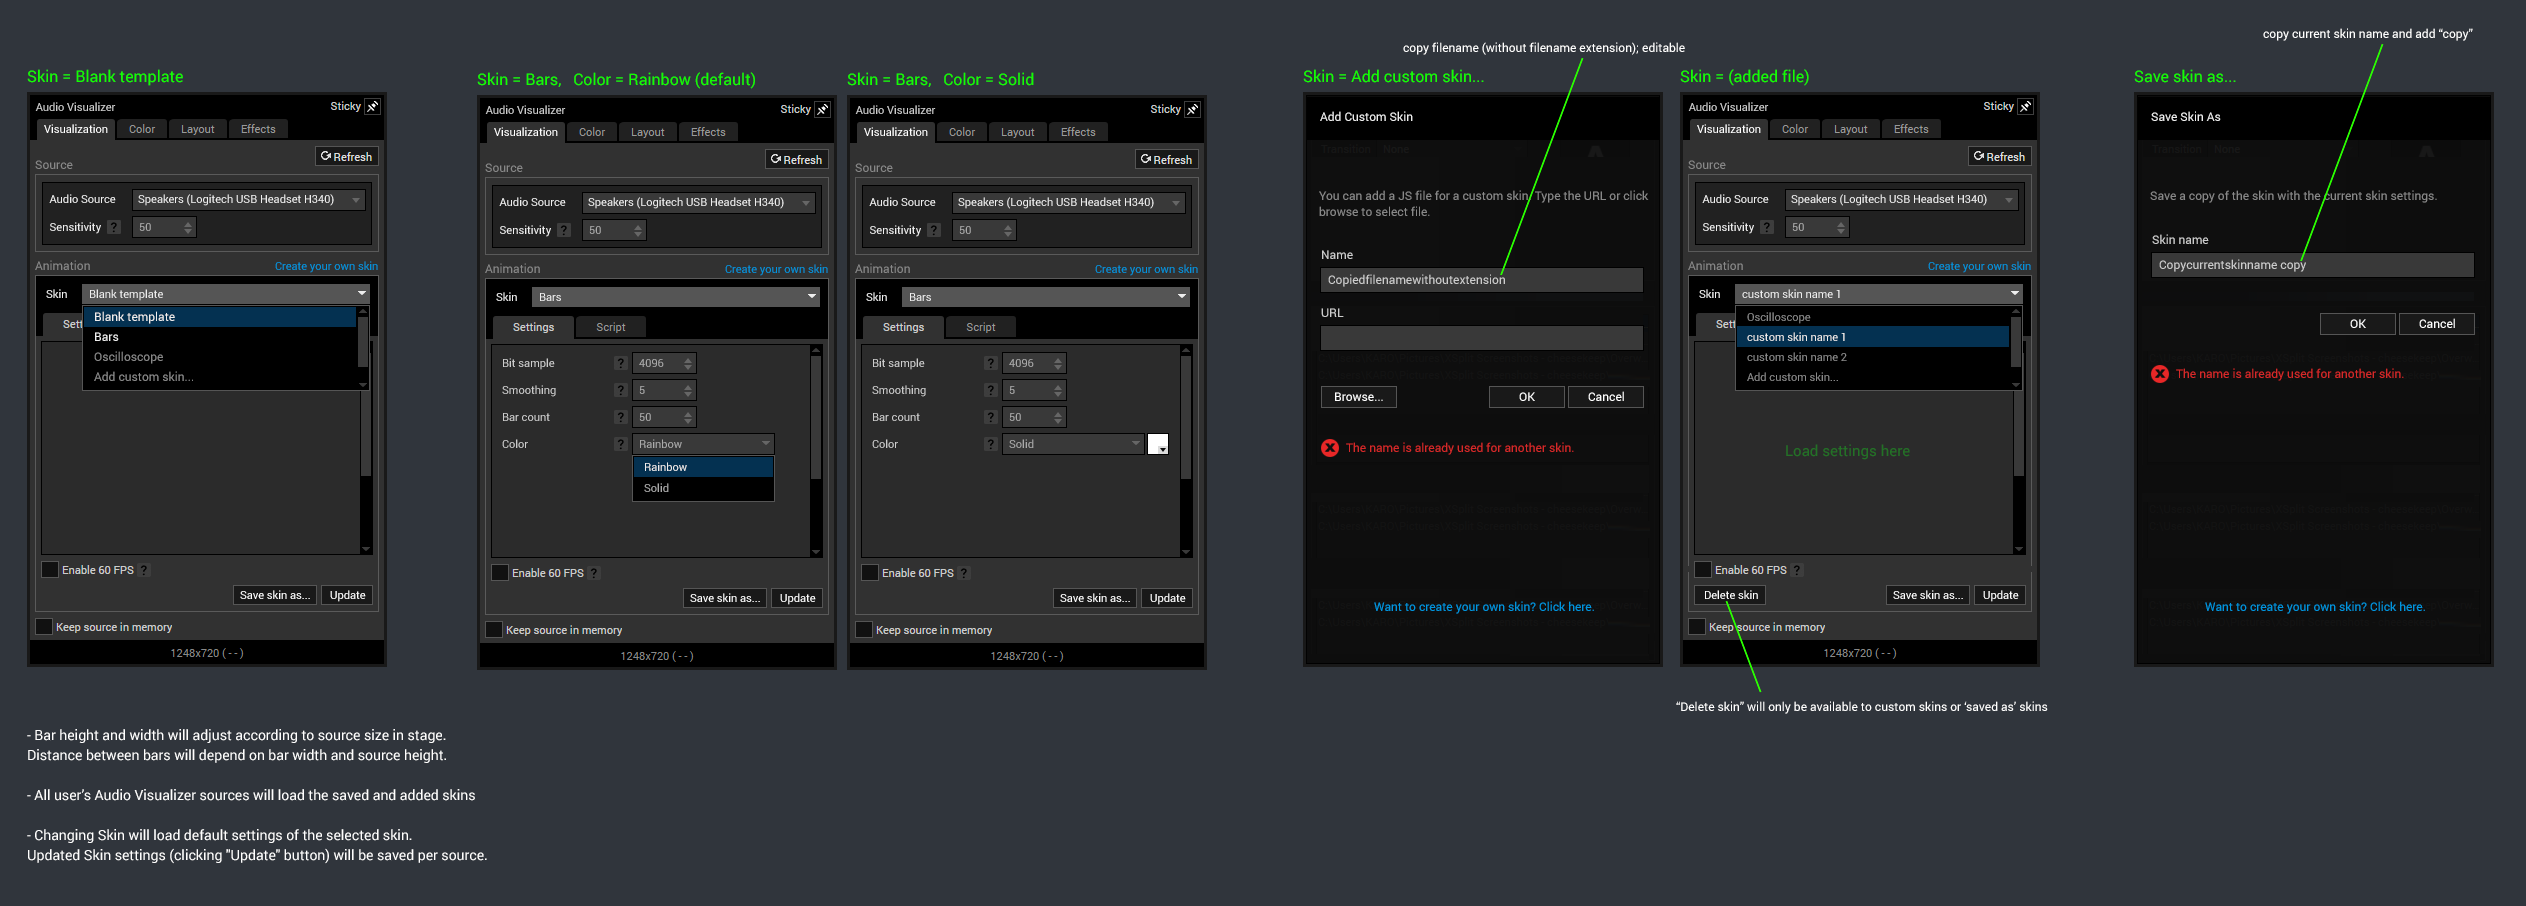 copy filename (without filename extension); editable
copy current skin name and add “copy”
Skin = Blank template
Audio Visualizer
Sticky
Visualization
Color
Layout
Effects
Refresh
Source
Audio Source
Speakers (Logitech USB Headset H340)
Sensitivity
?
50
Animation
Create your own skin
Skin
Blank template
Blank template
Bars
Oscilloscope
Add custom skin...
Sett
Enable 60 FPS
?
Save skin as...
Update
Keep source in memory
1248x720 ( - - )
Skin = Bars, Color = Rainbow (default)
Audio Visualizer
Sticky
Visualization
Color
Layout
Effects
Refresh
Source
Audio Source
Speakers (Logitech USB Headset H340)
Sensitivity
?
50
Animation
Create your own skin
Skin
Bars
Settings
Script
Bit sample
?
4096
Smoothing
?
5
Bar count
?
50
Color
?
Rainbow
Rainbow
Solid
Enable 60 FPS
?
Save skin as...
Update
Keep source in memory
1248x720 ( - - )
Skin = Bars, Color = Solid
Audio Visualizer
Sticky
Visualization
Color
Layout
Effects
Refresh
Source
Audio Source
Speakers (Logitech USB Headset H340)
Sensitivity
?
50
Animation
Create your own skin
Skin
Bars
Settings
Script
Bit sample
?
4096
Smoothing
?
5
Bar count
?
50
Color
?
Solid
Enable 60 FPS
?
Save skin as...
Update
Keep source in memory
1248x720 ( - - )
Skin = Add custom skin...
Add Custom Skin
Transition
None
You can add a JS file for a custom skin. Type the URL or click
browse to select file.
Name
Copiedfilenamewithoutextension
URL
Browse...
OK
Cancel
The name is already used for another skin.
Want to create your own skin? Click here.
Skin = (added file)
Audio Visualizer
Sticky
Visualization
Color
Layout
Effects
Refresh
Source
Audio Source
Speakers (Logitech USB Headset H340)
Sensitivity
?
50
Animation
Create your own skin
Skin
custom skin name 1
Oscilloscope
custom skin name 1
custom skin name 2
Add custom skin...
Sett
Load settings here
Enable 60 FPS
?
Delete skin
Save skin as...
Update
Keep source in memory
1248x720 ( - - )
“Delete skin” will only be available to custom skins or ‘saved as’ skins
Save skin as...
Save Skin As
Transition
None
Save a copy of the skin with the current skin settings.
Skin name
Copycurrentskinname copy
OK
Cancel
The name is already used for another skin.
Want to create your own skin? Click here.
- Bar height and width will adjust according to source size in stage.
Distance between bars will depend on bar width and source height.
- All user’s Audio Visualizer sources will load the saved and added skins
- Changing Skin will load default settings of the selected skin.
Updated Skin settings (clicking "Update" button) will be saved per source.